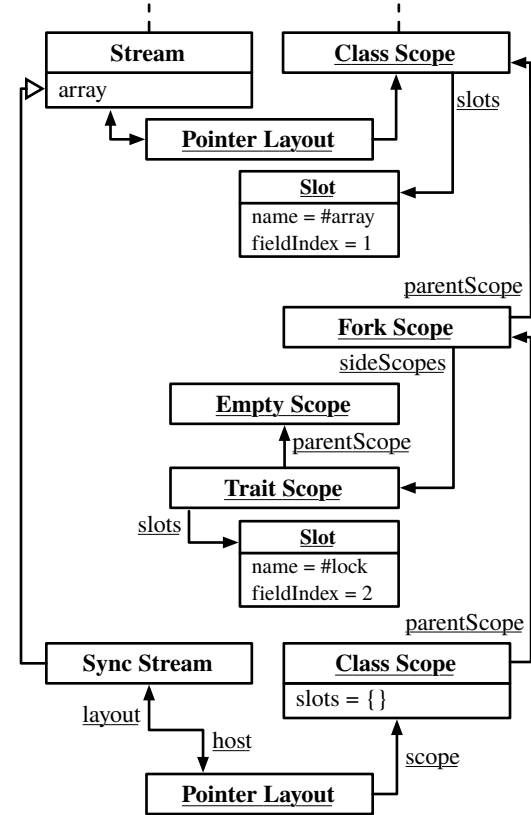 Stream
Class Scope
array
slots
Pointer Layout
Slot
name = #array
fieldIndex = 1
parentScope
Fork Scope
sideScopes
Empty Scope
parentScope
Trait Scope
slots
Slot
name = #lock
fieldIndex = 2
parentScope
Sync Stream
Class Scope
slots = {}
layout
host
scope
Pointer Layout